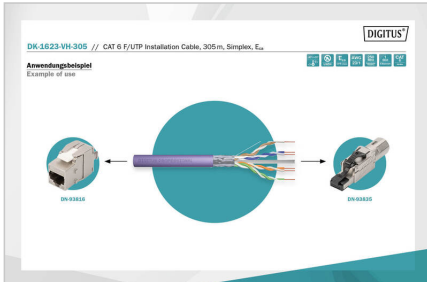 DIGITUS®
DK-1623-VH-305 // CAT 6 F/UTP Installation Cable, 305 m, Simplex, Eca
Anwendungsbeispiel
Example of use
DN-93816
DN-93835